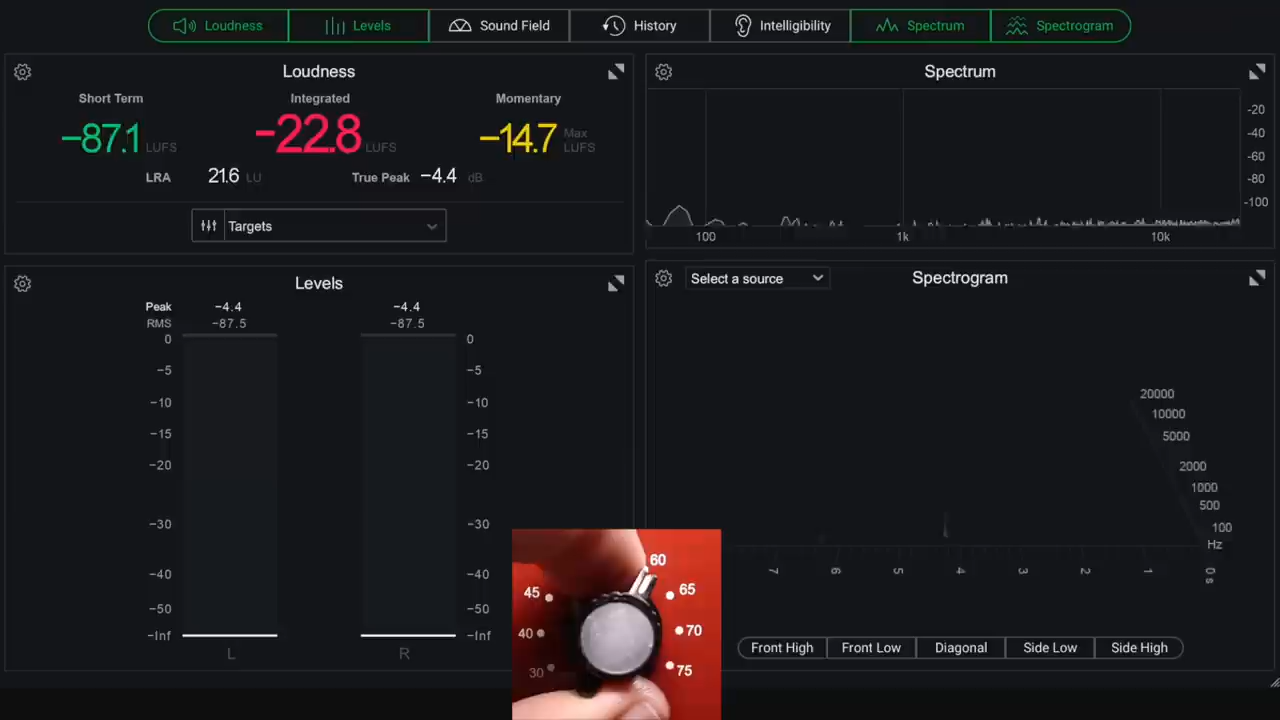 Loudness
Levels
Sound Field
History
Intelligibility
Spectrum
Spectrogram
Loudness
Short Term
Integrated
Momentary
-87.1 LUFS
-22.8 LUFS
-14.7 Max LUFS
LRA 21.6 LU
True Peak -4.4 dB
Targets
Levels
Peak -4.4 -4.4
RMS -87.5 -87.5
0 0
-5 -5
-10 -10
-15 -15
-20 -20
-30 -30
-40 -40
-50 -50
-Inf -Inf
L R
Spectrum
-20
-40
-60
-80
-100
100 1k 10k
Select a source
Spectrogram
20000
10000
5000
2000
1000
500
100
Hz
7 6 5 4 3 2 1 0 s
Front High
Front Low
Diagonal
Side Low
Side High
60
45 65
40 70
30 75